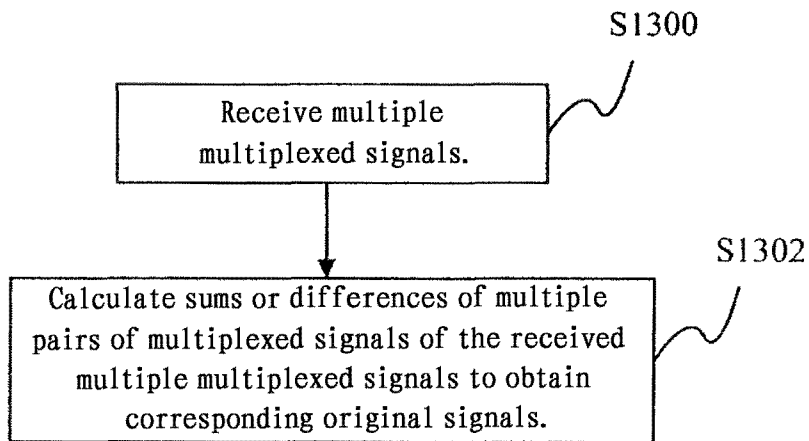 S1300
Receive multiple
multiplexed signals.
S1302
Calculate sums or differences of multiple
pairs of multiplexed signals of the received
multiple multiplexed signals to obtain
corresponding original signals.